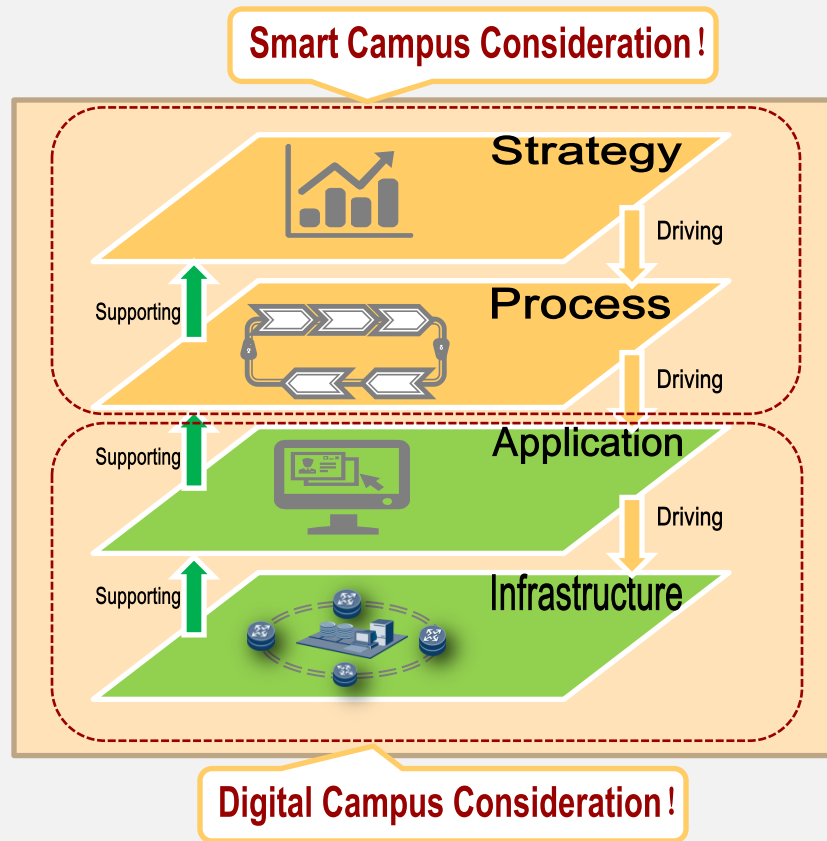 Smart Campus Consideration！
Strategy
Driving
Supporting
Process
Driving
Supporting
Application
Driving
Supporting
Infrastructure
Digital Campus Consideration！